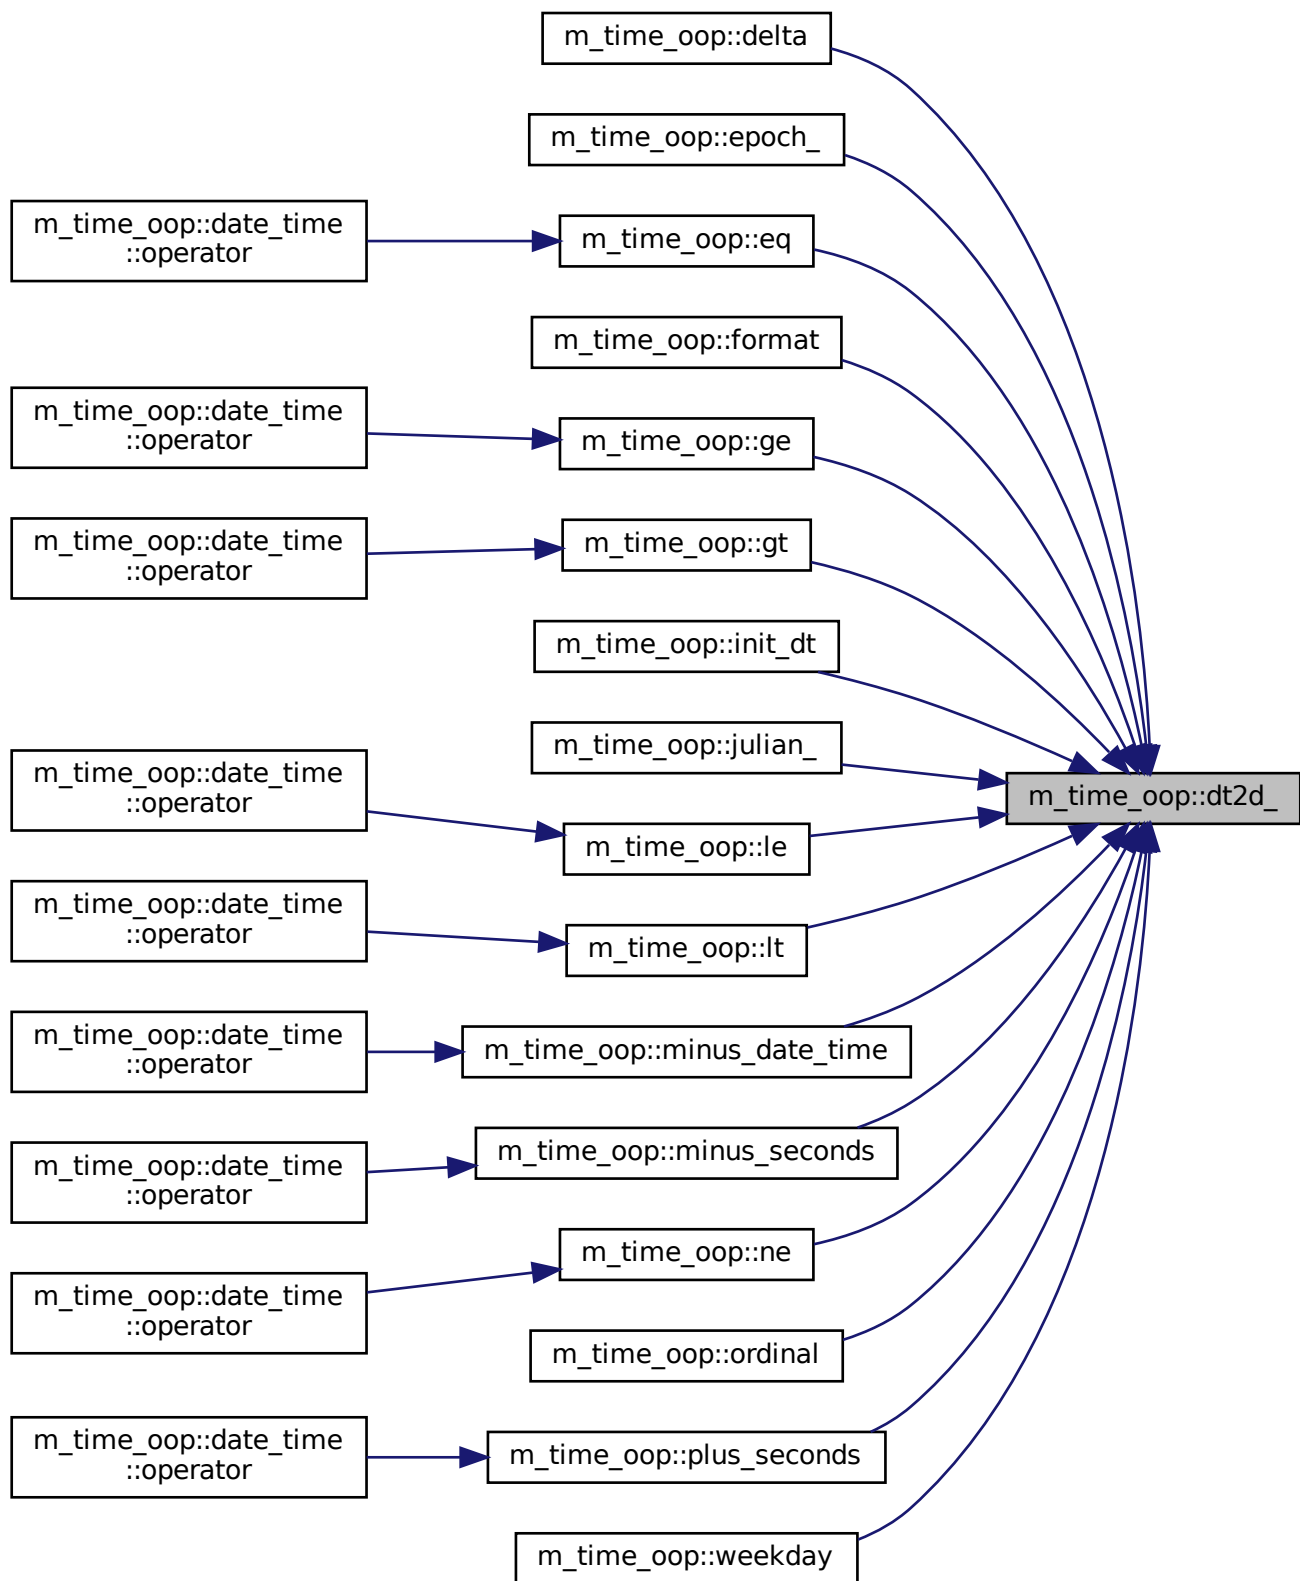 m_time_oop::delta
m_time_oop::epoch_
m_time_oop::date_time
::operator
m_time_oop::eq
m_time_oop::format
m_time_oop::date_time
::operator
m_time_oop::ge
m_time_oop::date_time
::operator
m_time_oop::gt
m_time_oop::init_dt
m_time_oop::julian_
m_time_oop::date_time
::operator
m_time_oop::dt2d_
m_time_oop::le
m_time_oop::date_time
::operator
m_time_oop::lt
m_time_oop::date_time
::operator
m_time_oop::minus_date_time
m_time_oop::date_time
::operator
m_time_oop::minus_seconds
m_time_oop::date_time
::operator
m_time_oop::ne
m_time_oop::ordinal
m_time_oop::date_time
::operator
m_time_oop::plus_seconds
m_time_oop::weekday